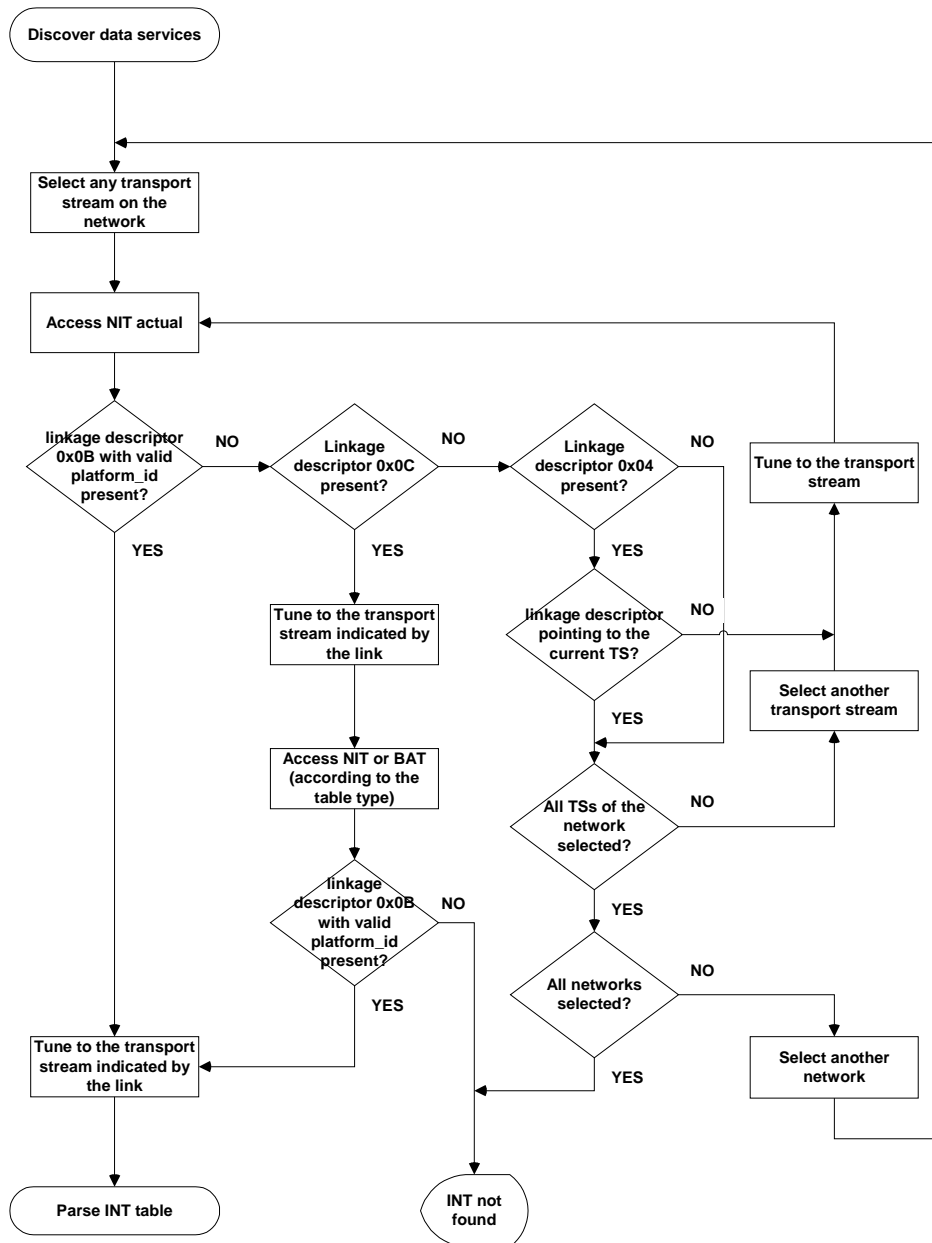 Discover data services
Select any transport
stream on the
network
Access NIT actual
linkage descriptor
0x0B with valid
platform_id
present?
NO
Linkage
descriptor 0x0C
present?
NO
Linkage
descriptor 0x04
present?
NO
Tune to the transport
stream
YES
YES
YES
Tune to the transport
stream indicated by
the link
linkage descriptor
pointing to the
current TS?
NO
Select another
transport stream
YES
Access NIT or BAT
(according to the
table type)
All TSs of the
network
selected?
NO
linkage
descriptor 0x0B
with valid
platform_id
present?
NO
YES
All networks
selected?
NO
YES
Tune to the transport
stream indicated by
the link
YES
Select another
network
Parse INT table
INT not
found